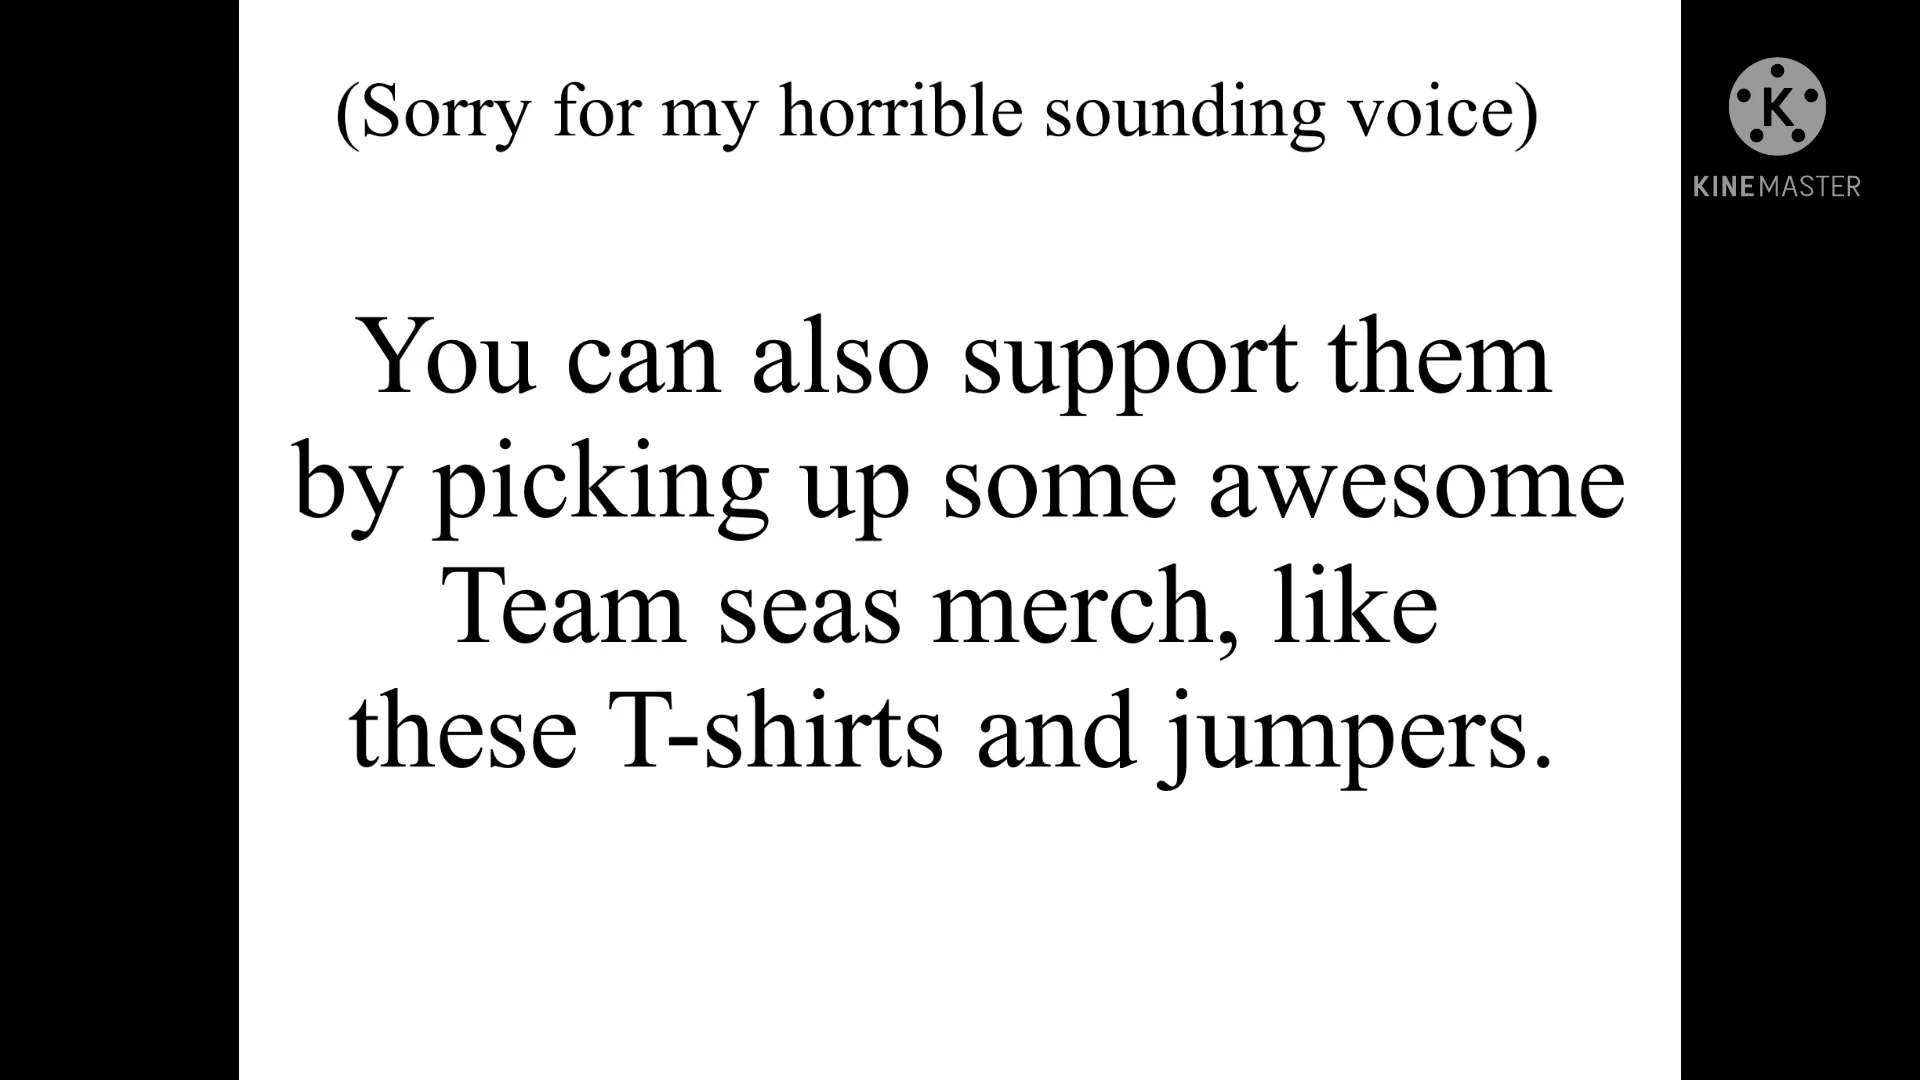 (Sorry for my horrible sounding voice)
K
KINEMASTER
You can also support them
by picking up some awesome
Team seas merch, like
these T-shirts and jumpers.